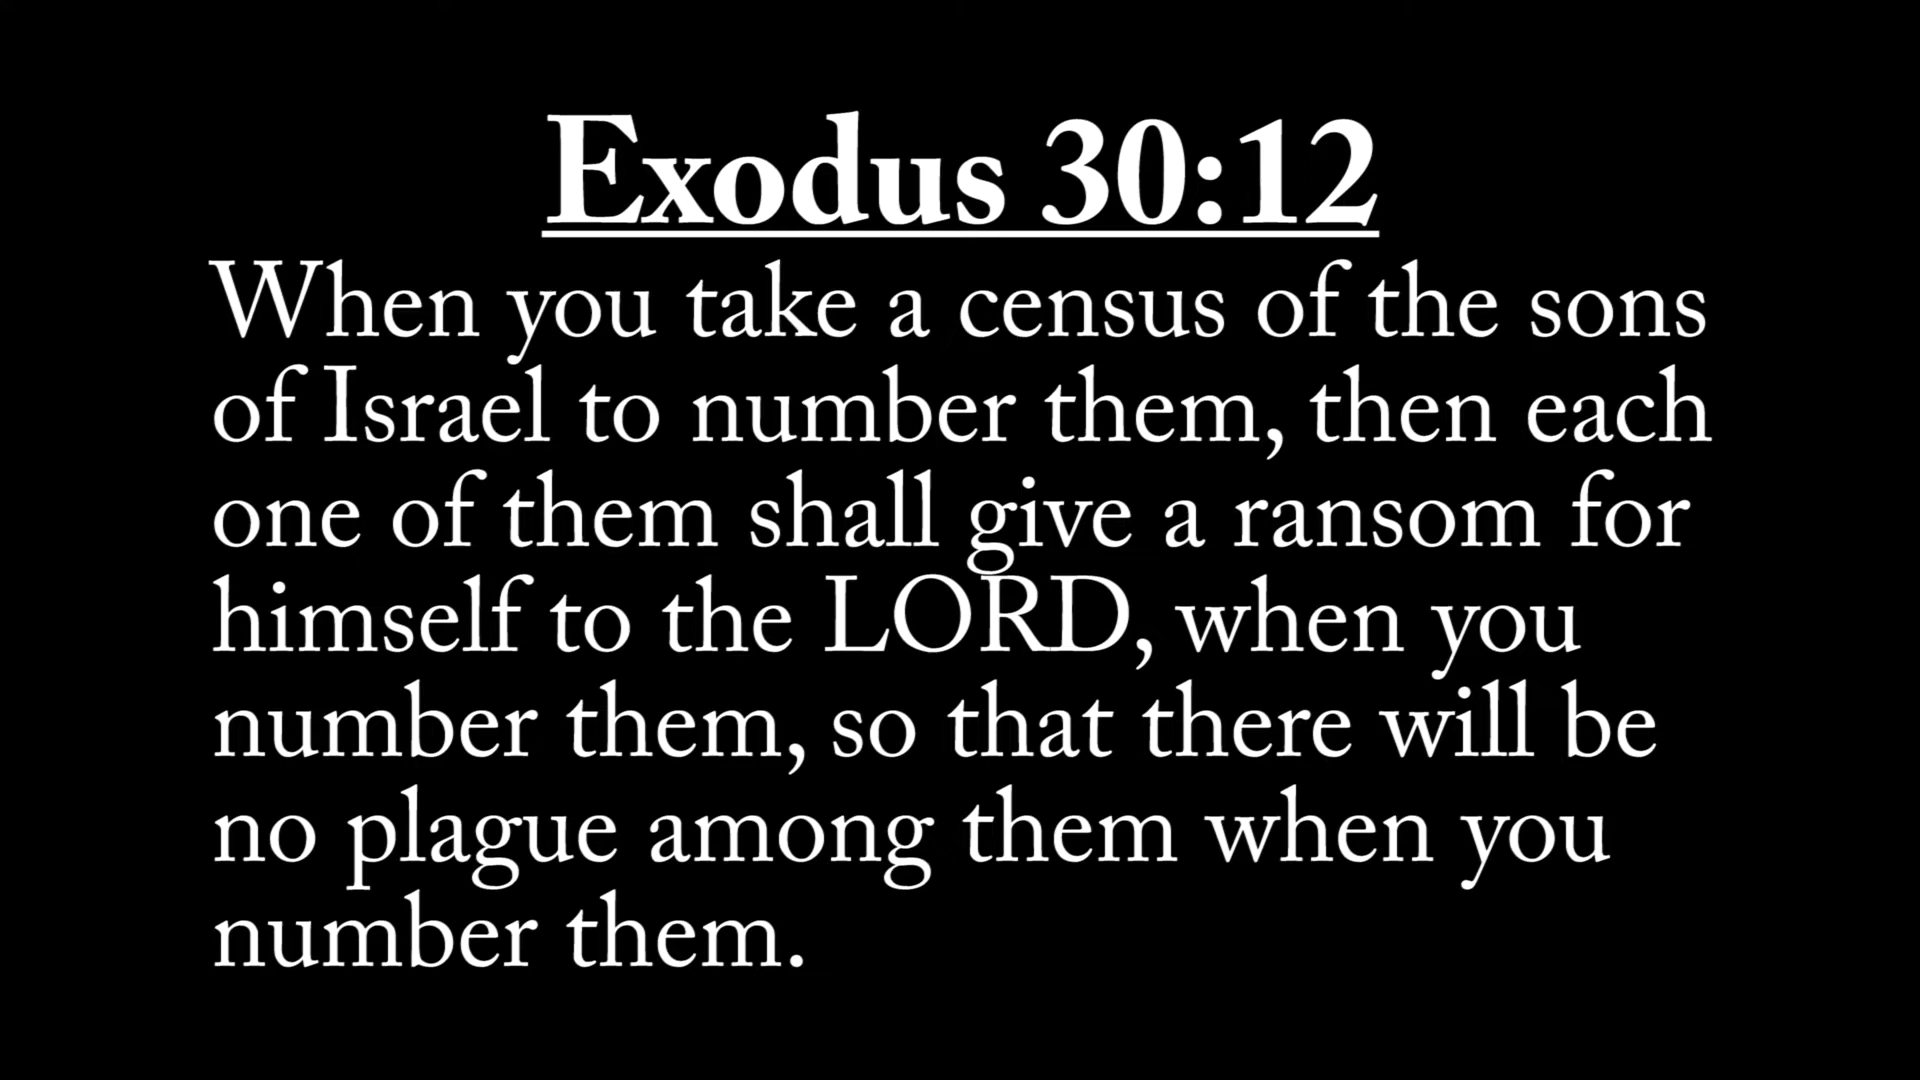 Exodus 30:12
When you take a census of the sons
of Israel to number them, then each
one of them shall give a ransom for
himself to the LORD, when you
number them, so that there will be
no plague among them when you
number them.